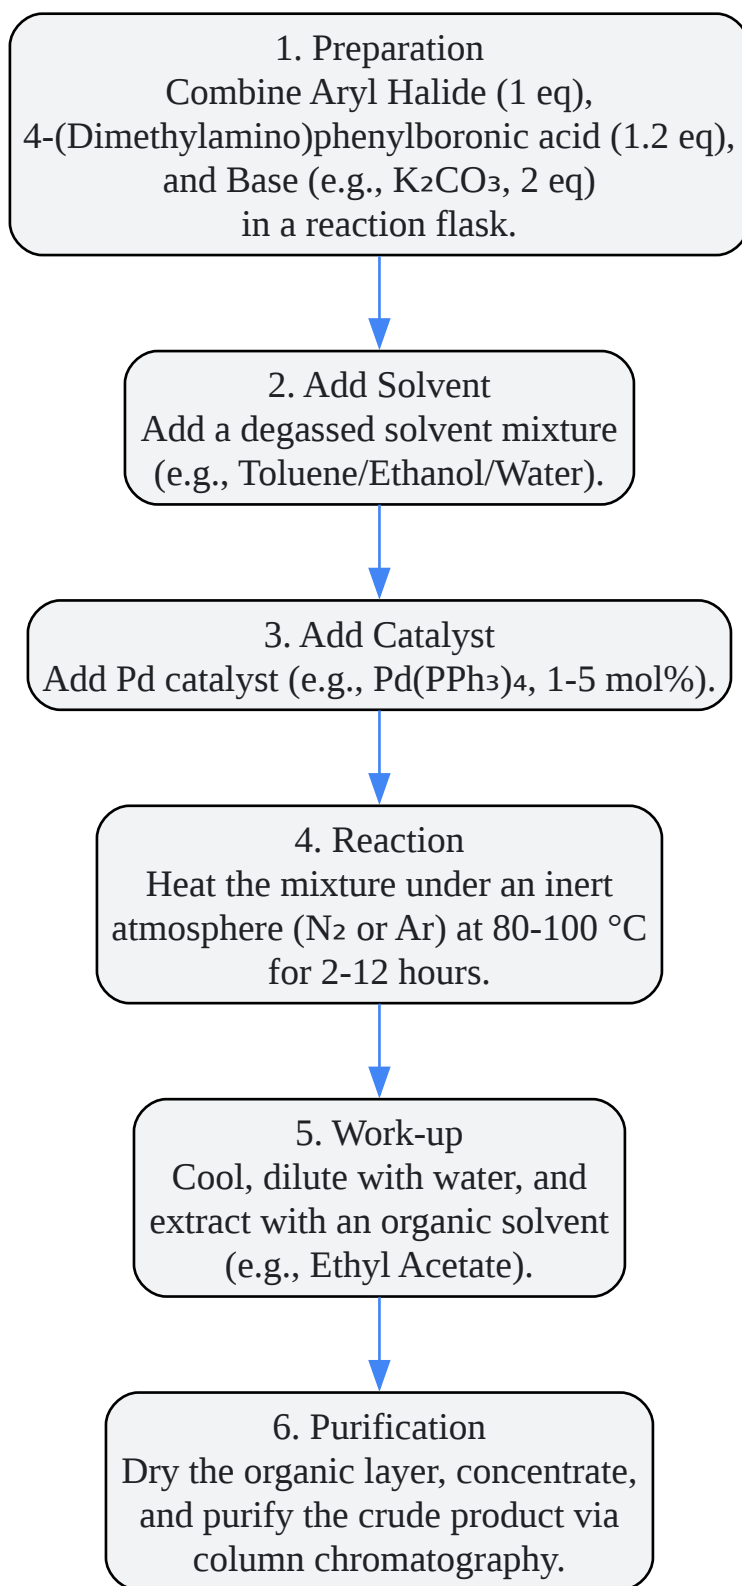 1. Preparation
Combine Aryl Halide (1 eq),
4-(Dimethylamino)phenylboronic acid (1.2 eq),
and Base (e.g., K₂CO₃, 2 eq)
in a reaction flask.
2. Add Solvent
Add a degassed solvent mixture
(e.g., Toluene/Ethanol/Water).
3. Add Catalyst
Add Pd catalyst (e.g., Pd(PPh₃)₄, 1-5 mol%).
4. Reaction
Heat the mixture under an inert
atmosphere (N₂ or Ar) at 80-100 °C
for 2-12 hours.
5. Work-up
Cool, dilute with water, and
extract with an organic solvent
(e.g., Ethyl Acetate).
6. Purification
Dry the organic layer, concentrate,
and purify the crude product via
column chromatography.